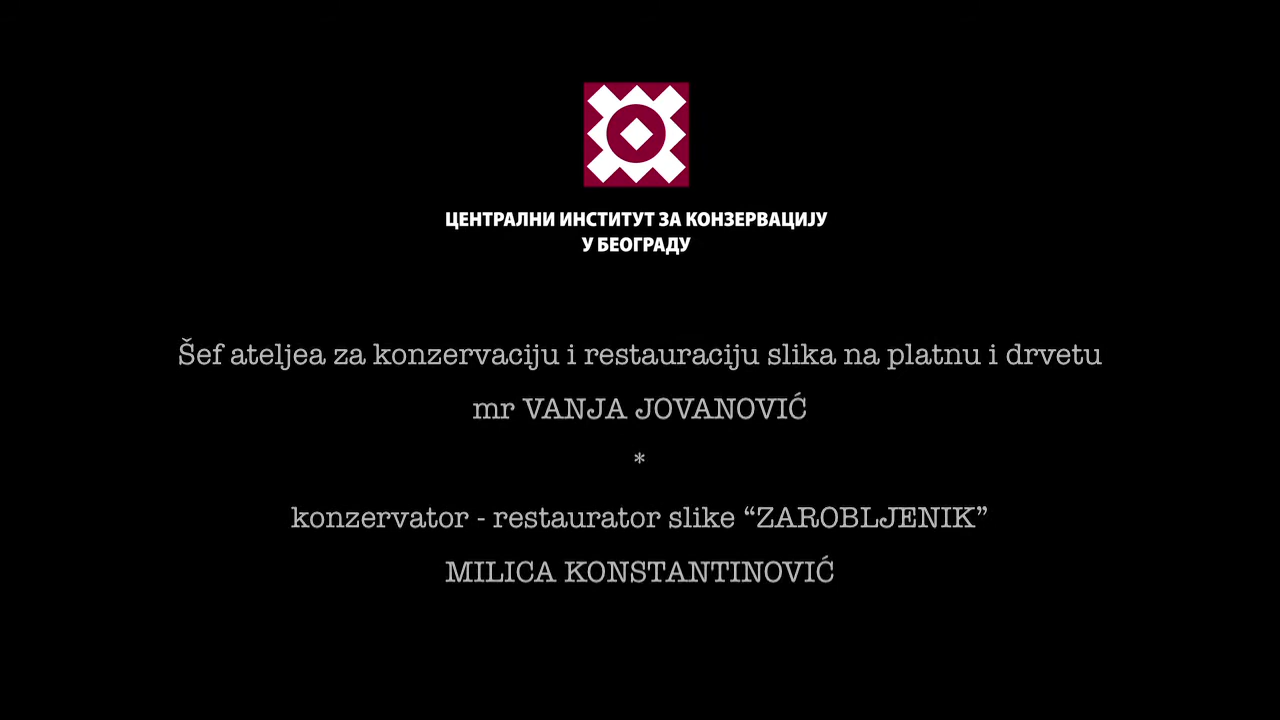 ЦЕНТРАЛНИ ИНСТИТУТ ЗА КОНЗЕРВАЦИЈУ
У БЕОГРАДУ
Šef ateljea za konzervaciju i restauraciju slika na platnu i drvetu
mr VANJA JOVANOVIĆ
*
konzervator - restaurator slike “ZAROBLJENIK”
MILICA KONSTANTINOVIĆ